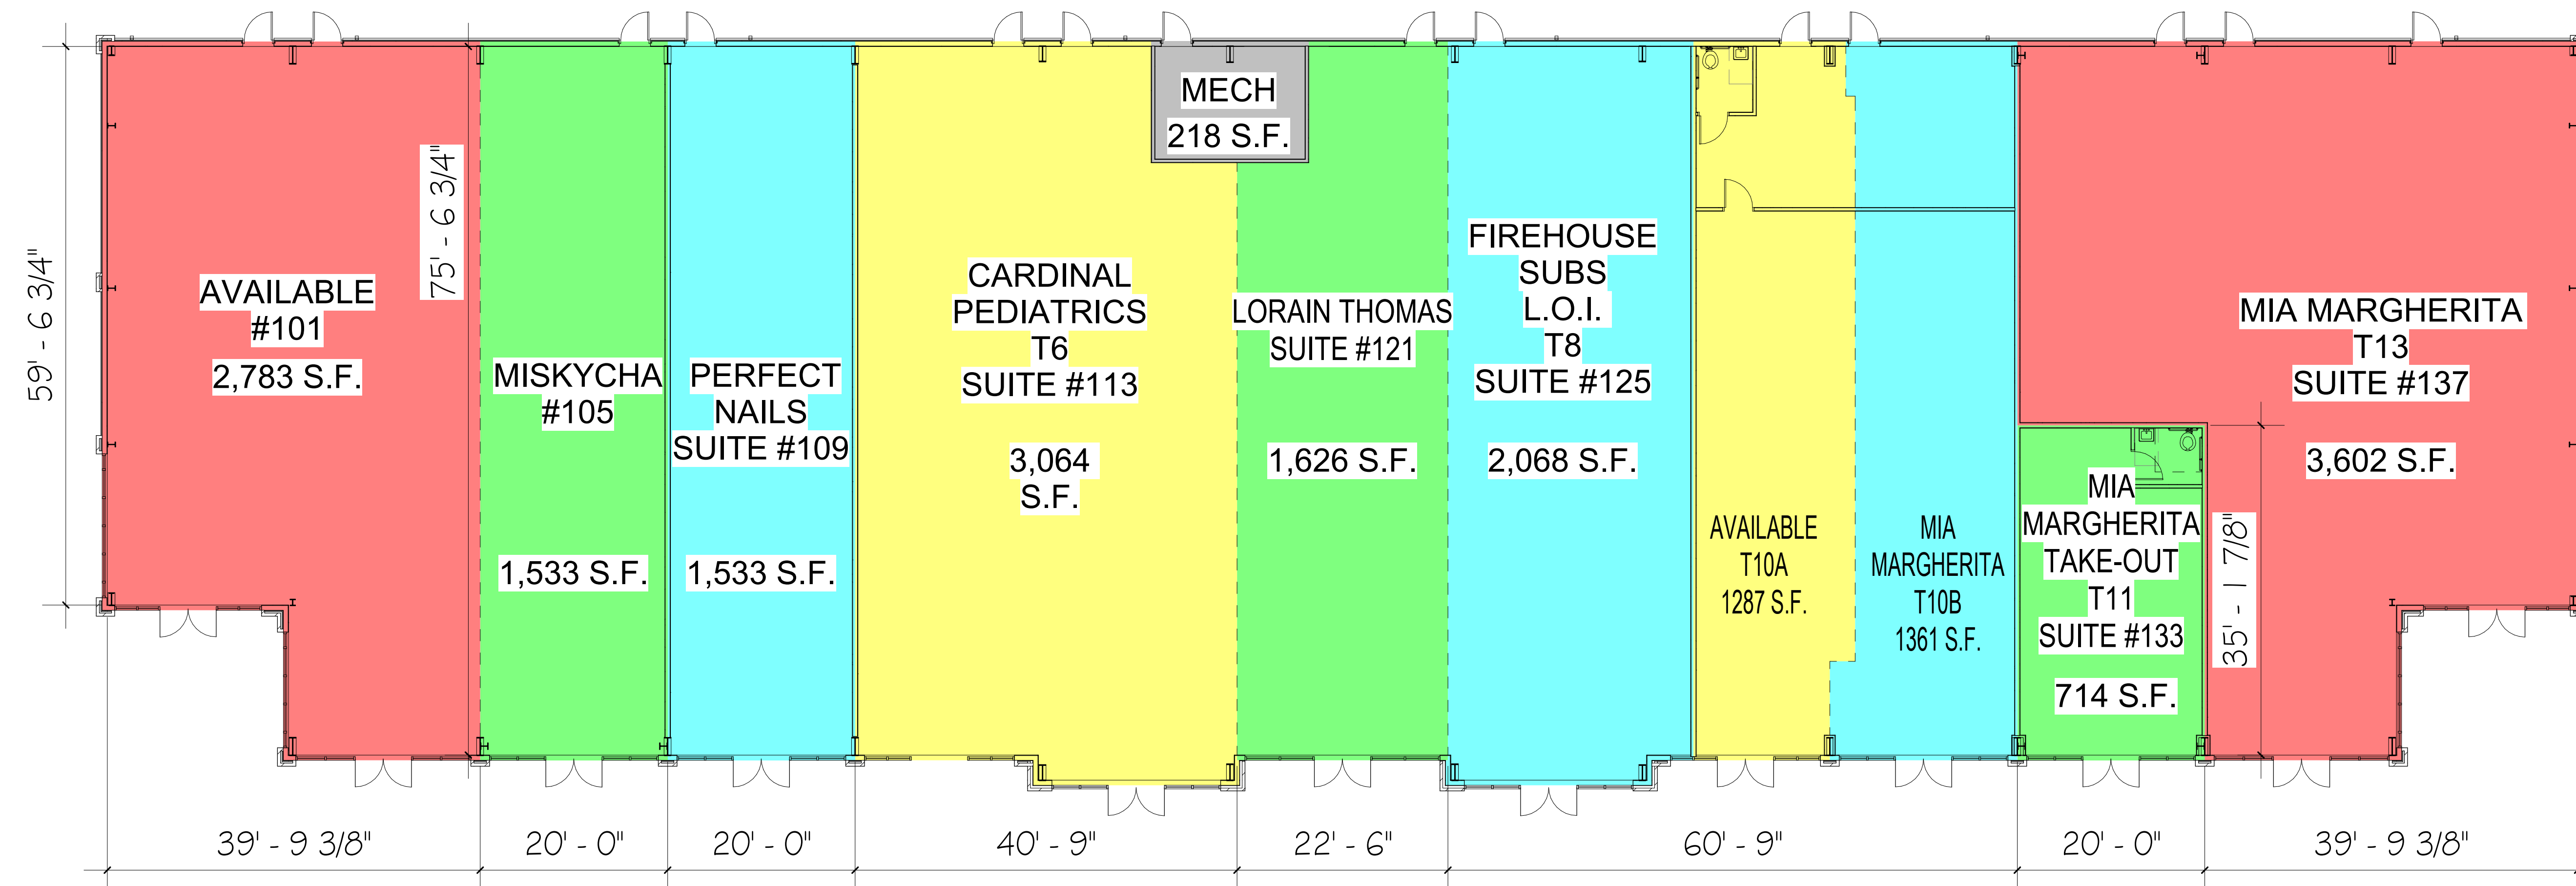 59' - 6 3/4"
AVAILABLE
#101
2,783 S.F.
75' - 6 3/4"
MISKYCHA
#105
1,533 S.F.
PERFECT
NAILS
SUITE #109
1,533 S.F.
CARDINAL
PEDIATRICS
T6
SUITE #113
3,064
S.F.
MECH
218 S.F.
LORAIN THOMAS
SUITE #121
1,626 S.F.
FIREHOUSE
SUBS
L.O.I.
T8
SUITE #125
2,068 S.F.
AVAILABLE
T10A
1287 S.F.
MIA
MARGHERITA
T10B
1361 S.F.
MIA
MARGHERITA
TAKE-OUT
T11
SUITE #133
714 S.F.
35' - 1 7/8"
MIA MARGHERITA
T13
SUITE #137
3,602 S.F.
39' - 9 3/8"
20' - 0"
20' - 0"
40' - 9"
22' - 6"
60' - 9"
20' - 0"
39' - 9 3/8"